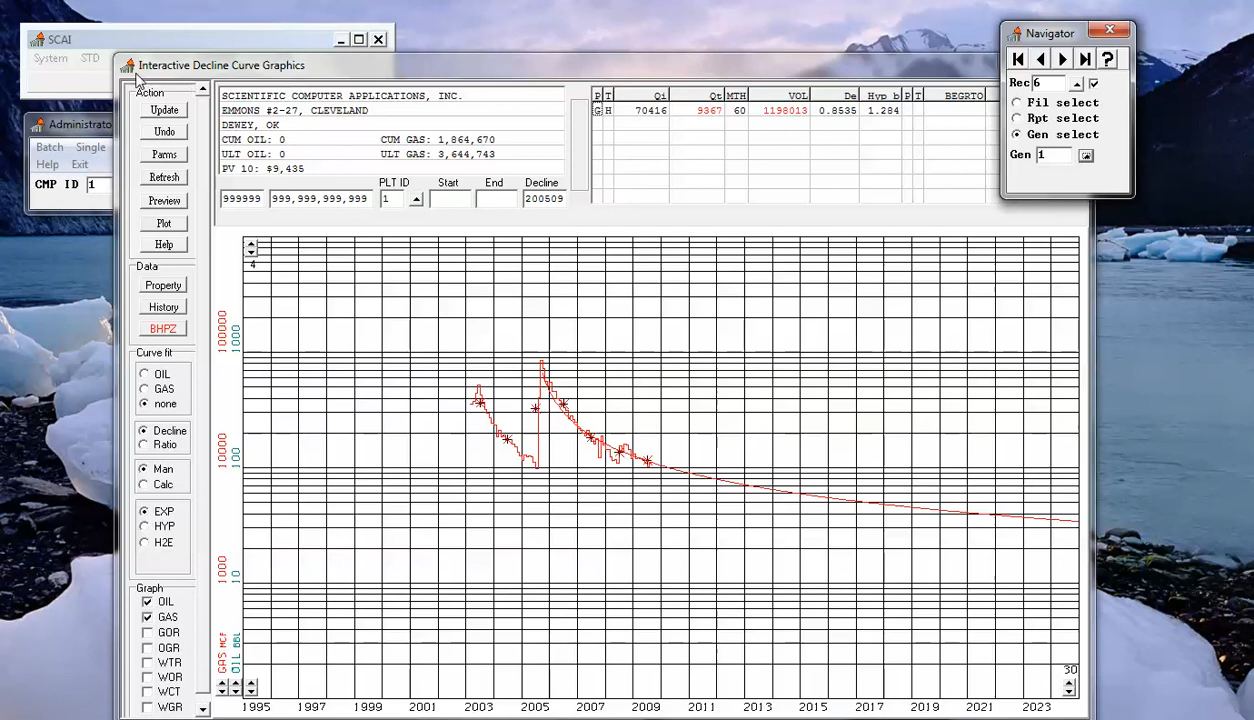 SCAI
System STD
Administrato
Batch Single
Help Exit
CMP ID 1
Interactive Decline Curve Graphics
Action
Update
Undo
Parms
Refresh
Preview
Plot
Help
Data
Property
History
BHPZ
Curve fit
OIL
GAS
none
Decline
Ratio
Man
Calc
EXP
HYP
H2E
Graph
OIL
GAS
GOR
OGR
WTR
WOR
WCT
WGR
SCIENTIFIC COMPUTER APPLICATIONS, INC.
EMMONS #2-27, CLEVELAND
DEWEY, OK
CUM OIL: 0 CUM GAS: 1,864,670
ULT OIL: 0 ULT GAS: 3,644,743
PV 10: $9,435
PLT ID Start End Decline
999999 999,999,999,999 1 200509
P T Qi Qt MTH VOL De Hyp b P T BEGRTO
G H 70416 9367 60 1198013 0.8535 1.284
4
100000 1000
10000 100
1000 10
GAS MCF OIL BBL
30
1995 1997 1999 2001 2003 2005 2007 2009 2011 2013 2015 2017 2019 2021 2023
Navigator
Rec 6
Fil select
Rpt select
Gen select
Gen 1